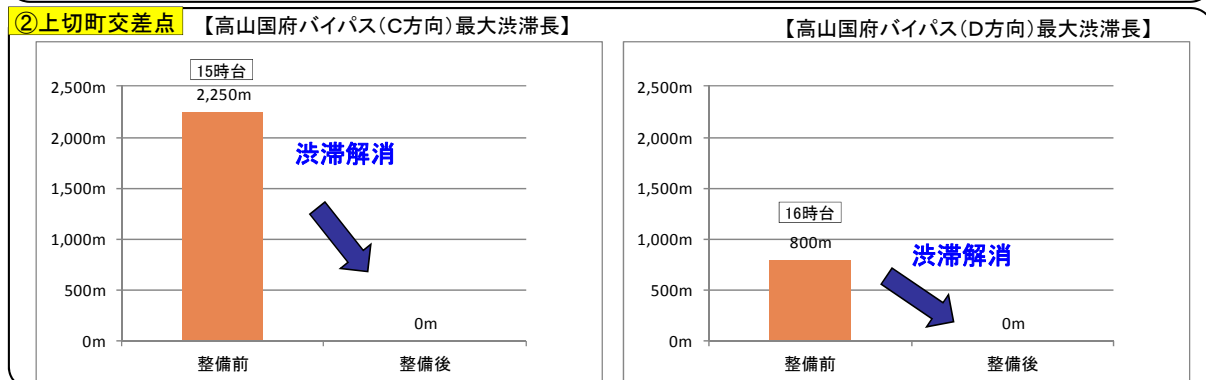 ②上切町交差点
【高山国府バイパス(C方向)最大渋滞長】
15時台
2,250m
2,500m
2,000m
1,500m
1,000m
500m
0m
渋滞解消
0m
整備前
整備後
【高山国府バイパス(D方向)最大渋滞長】
2,500m
2,000m
1,500m
1,000m
500m
0m
16時台
800m
渋滞解消
0m
整備前
整備後